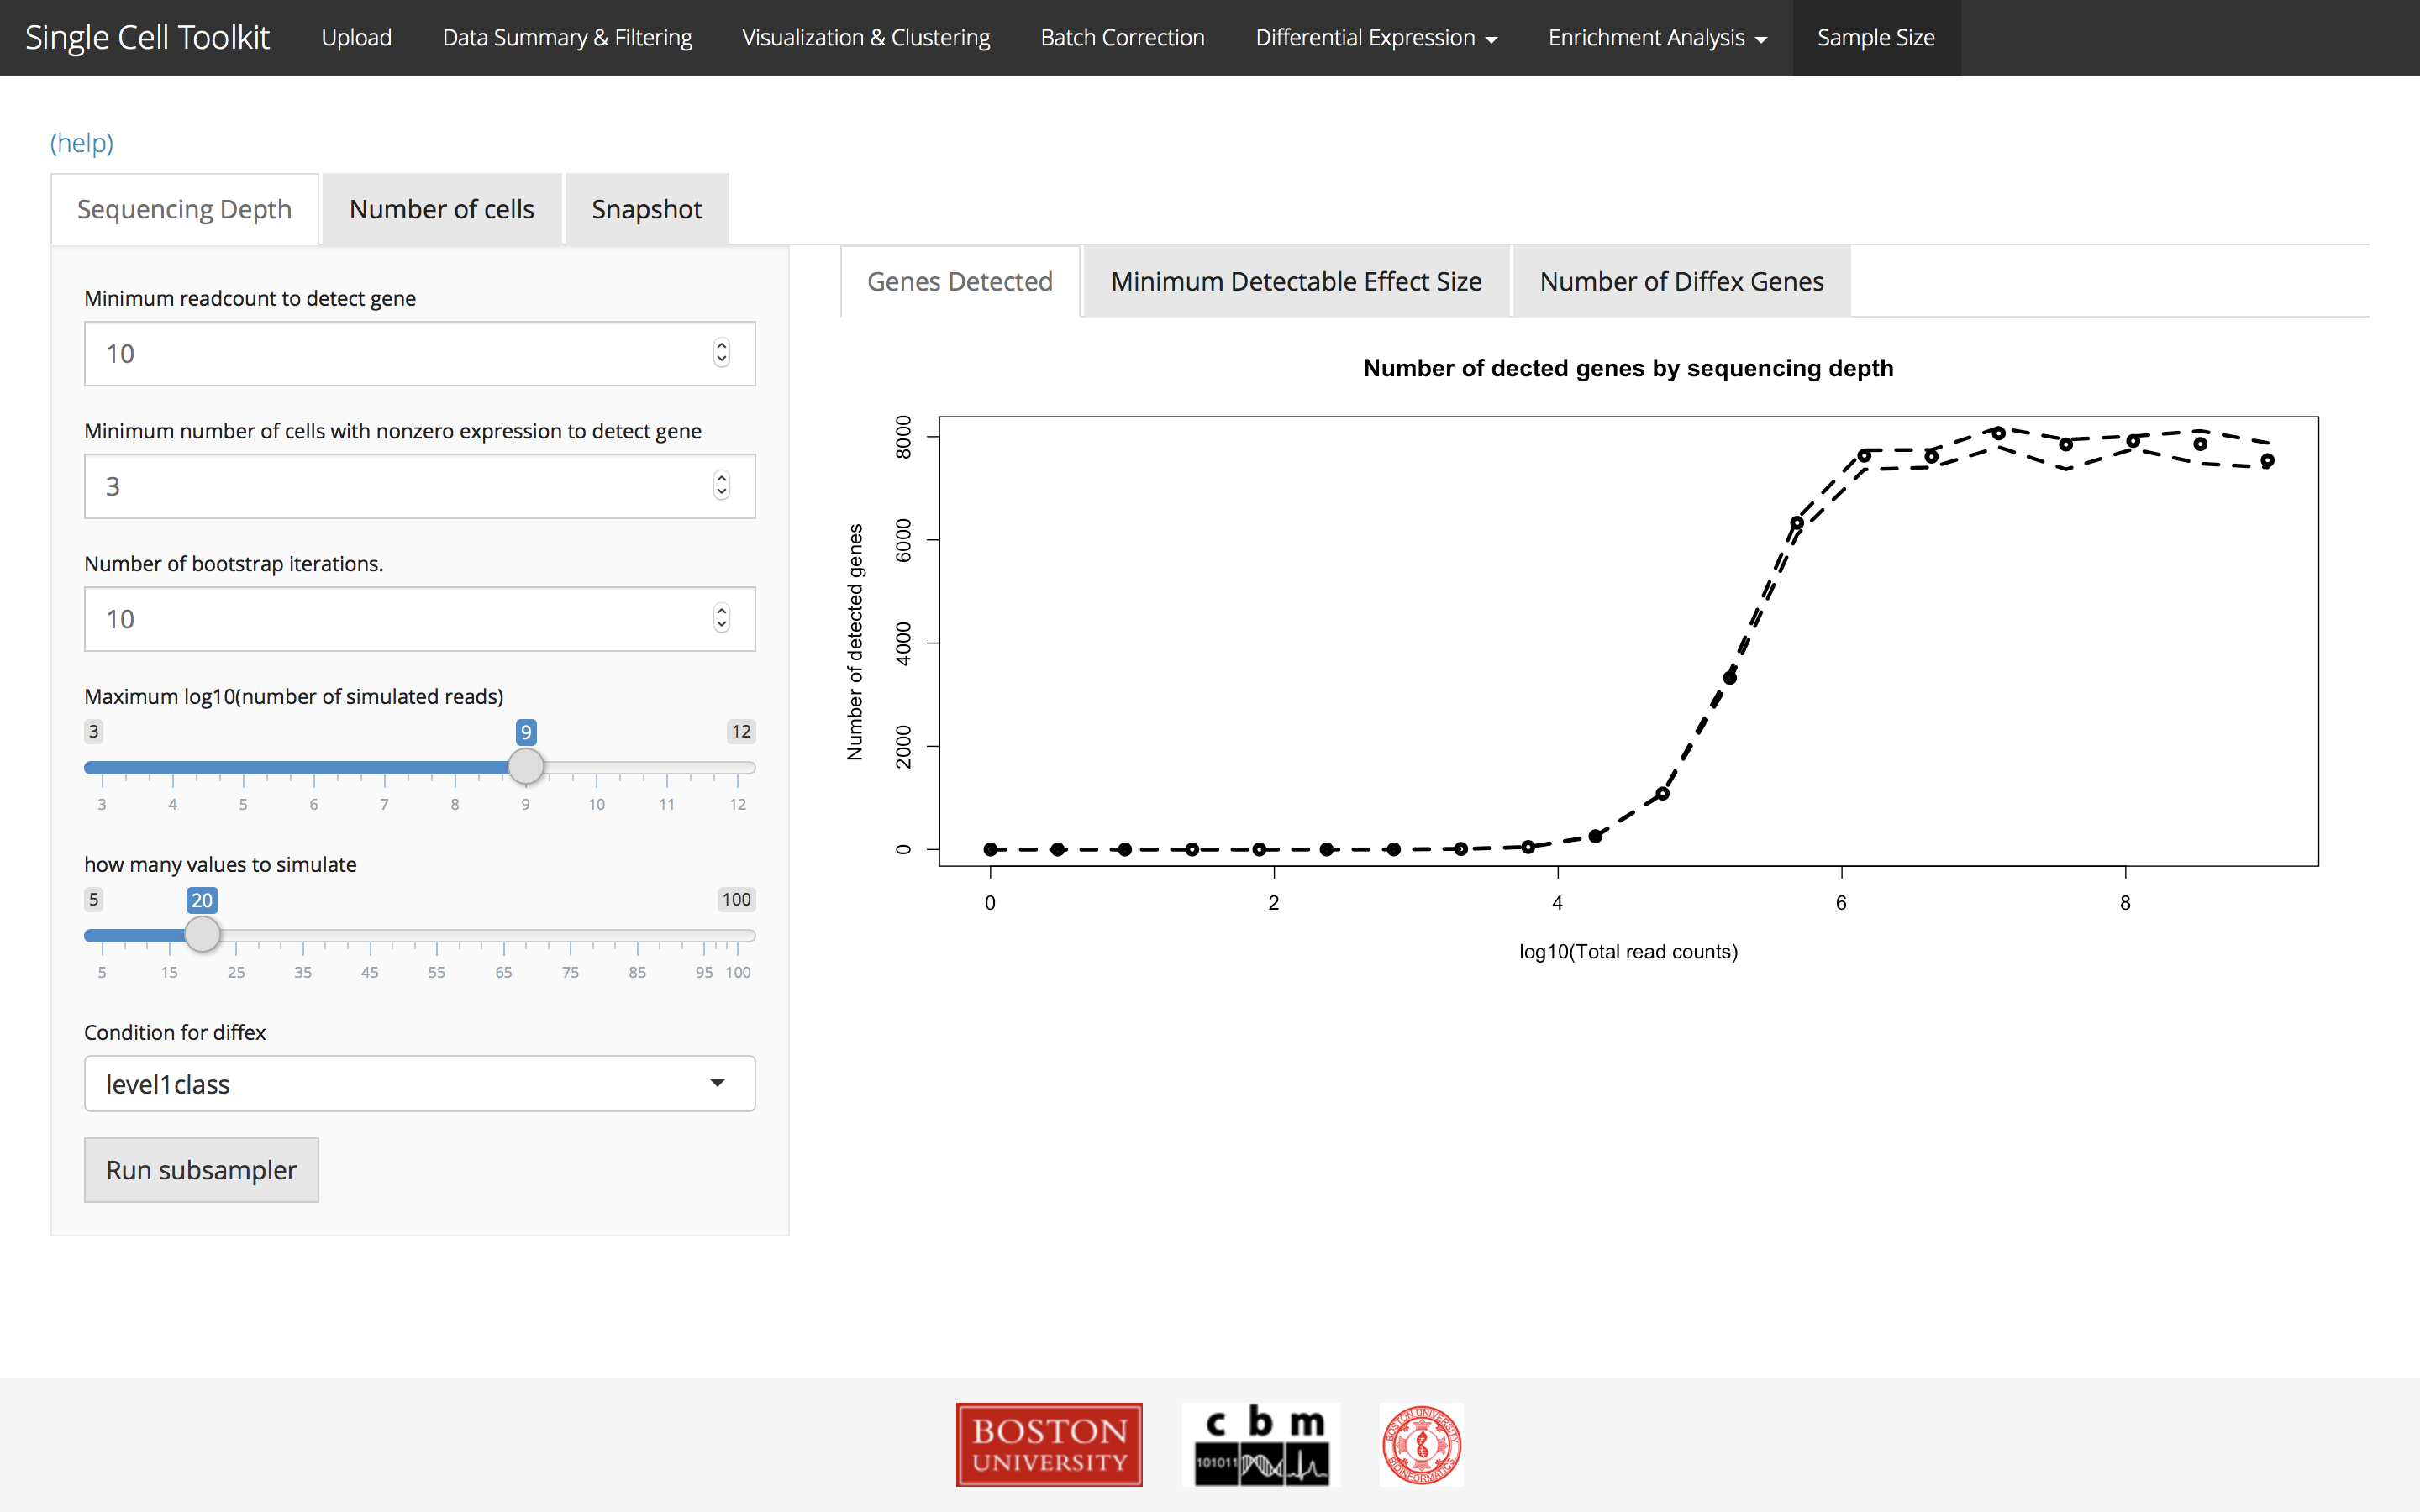 Single Cell Toolkit Upload Data Summary & Filtering Visualization & Clustering Batch Correction Differential Expression Enrichment Analysis Sample Size
(help)
Sequencing Depth Number of cells Snapshot
Minimum readcount to detect gene
10
Minimum number of cells with nonzero expression to detect gene
3
Number of bootstrap iterations.
10
Maximum log10(number of simulated reads)
3 9 12
3 4 5 6 7 8 9 10 11 12
how many values to simulate
5 20 100
5 15 25 35 45 55 65 75 85 95 100
Condition for diffex
level1class
Run subsampler
Genes Detected Minimum Detectable Effect Size Number of Diffex Genes
Number of dected genes by sequencing depth
Number of detected genes
8000
6000
4000
2000
0
0 2 4 6 8
log10(Total read counts)
BOSTON
UNIVERSITY
c b m
101011
BOSTON UNIVERSITY
BIOINFORMATICS